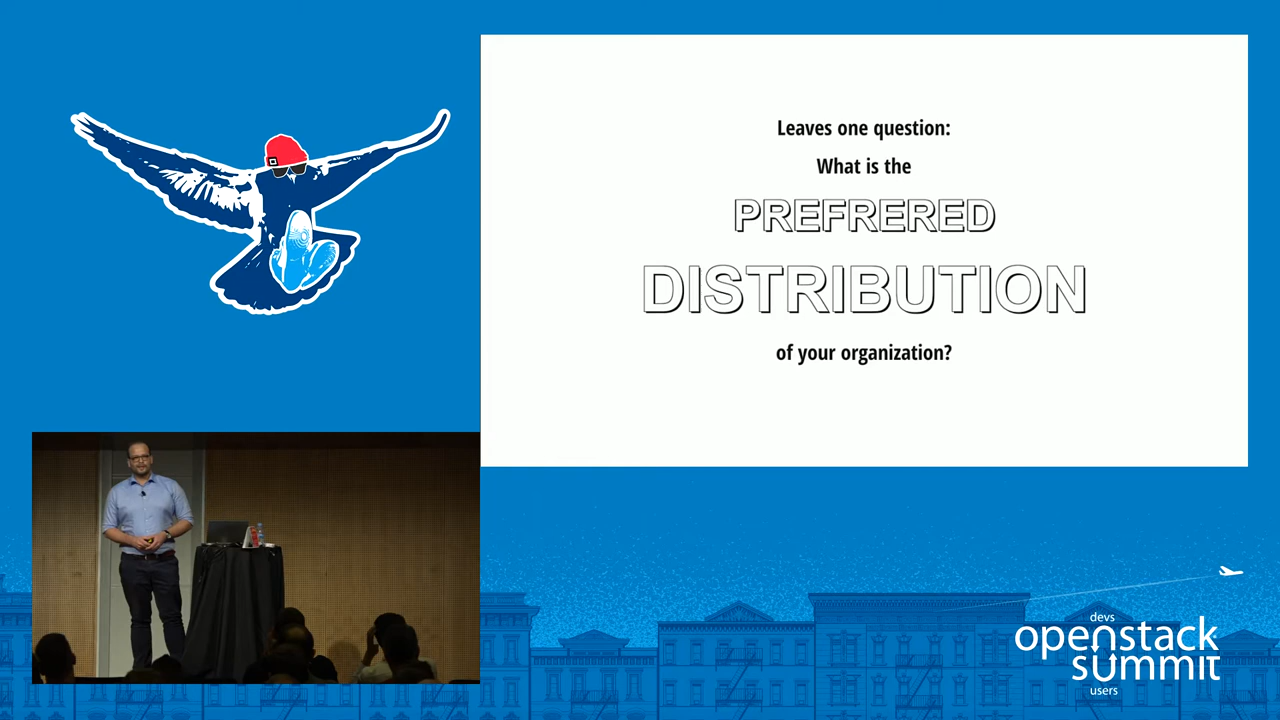 Leaves one question:
What is the
PREFRERED
DISTRIBUTION
of your organization?
devs
openstack
summit
users